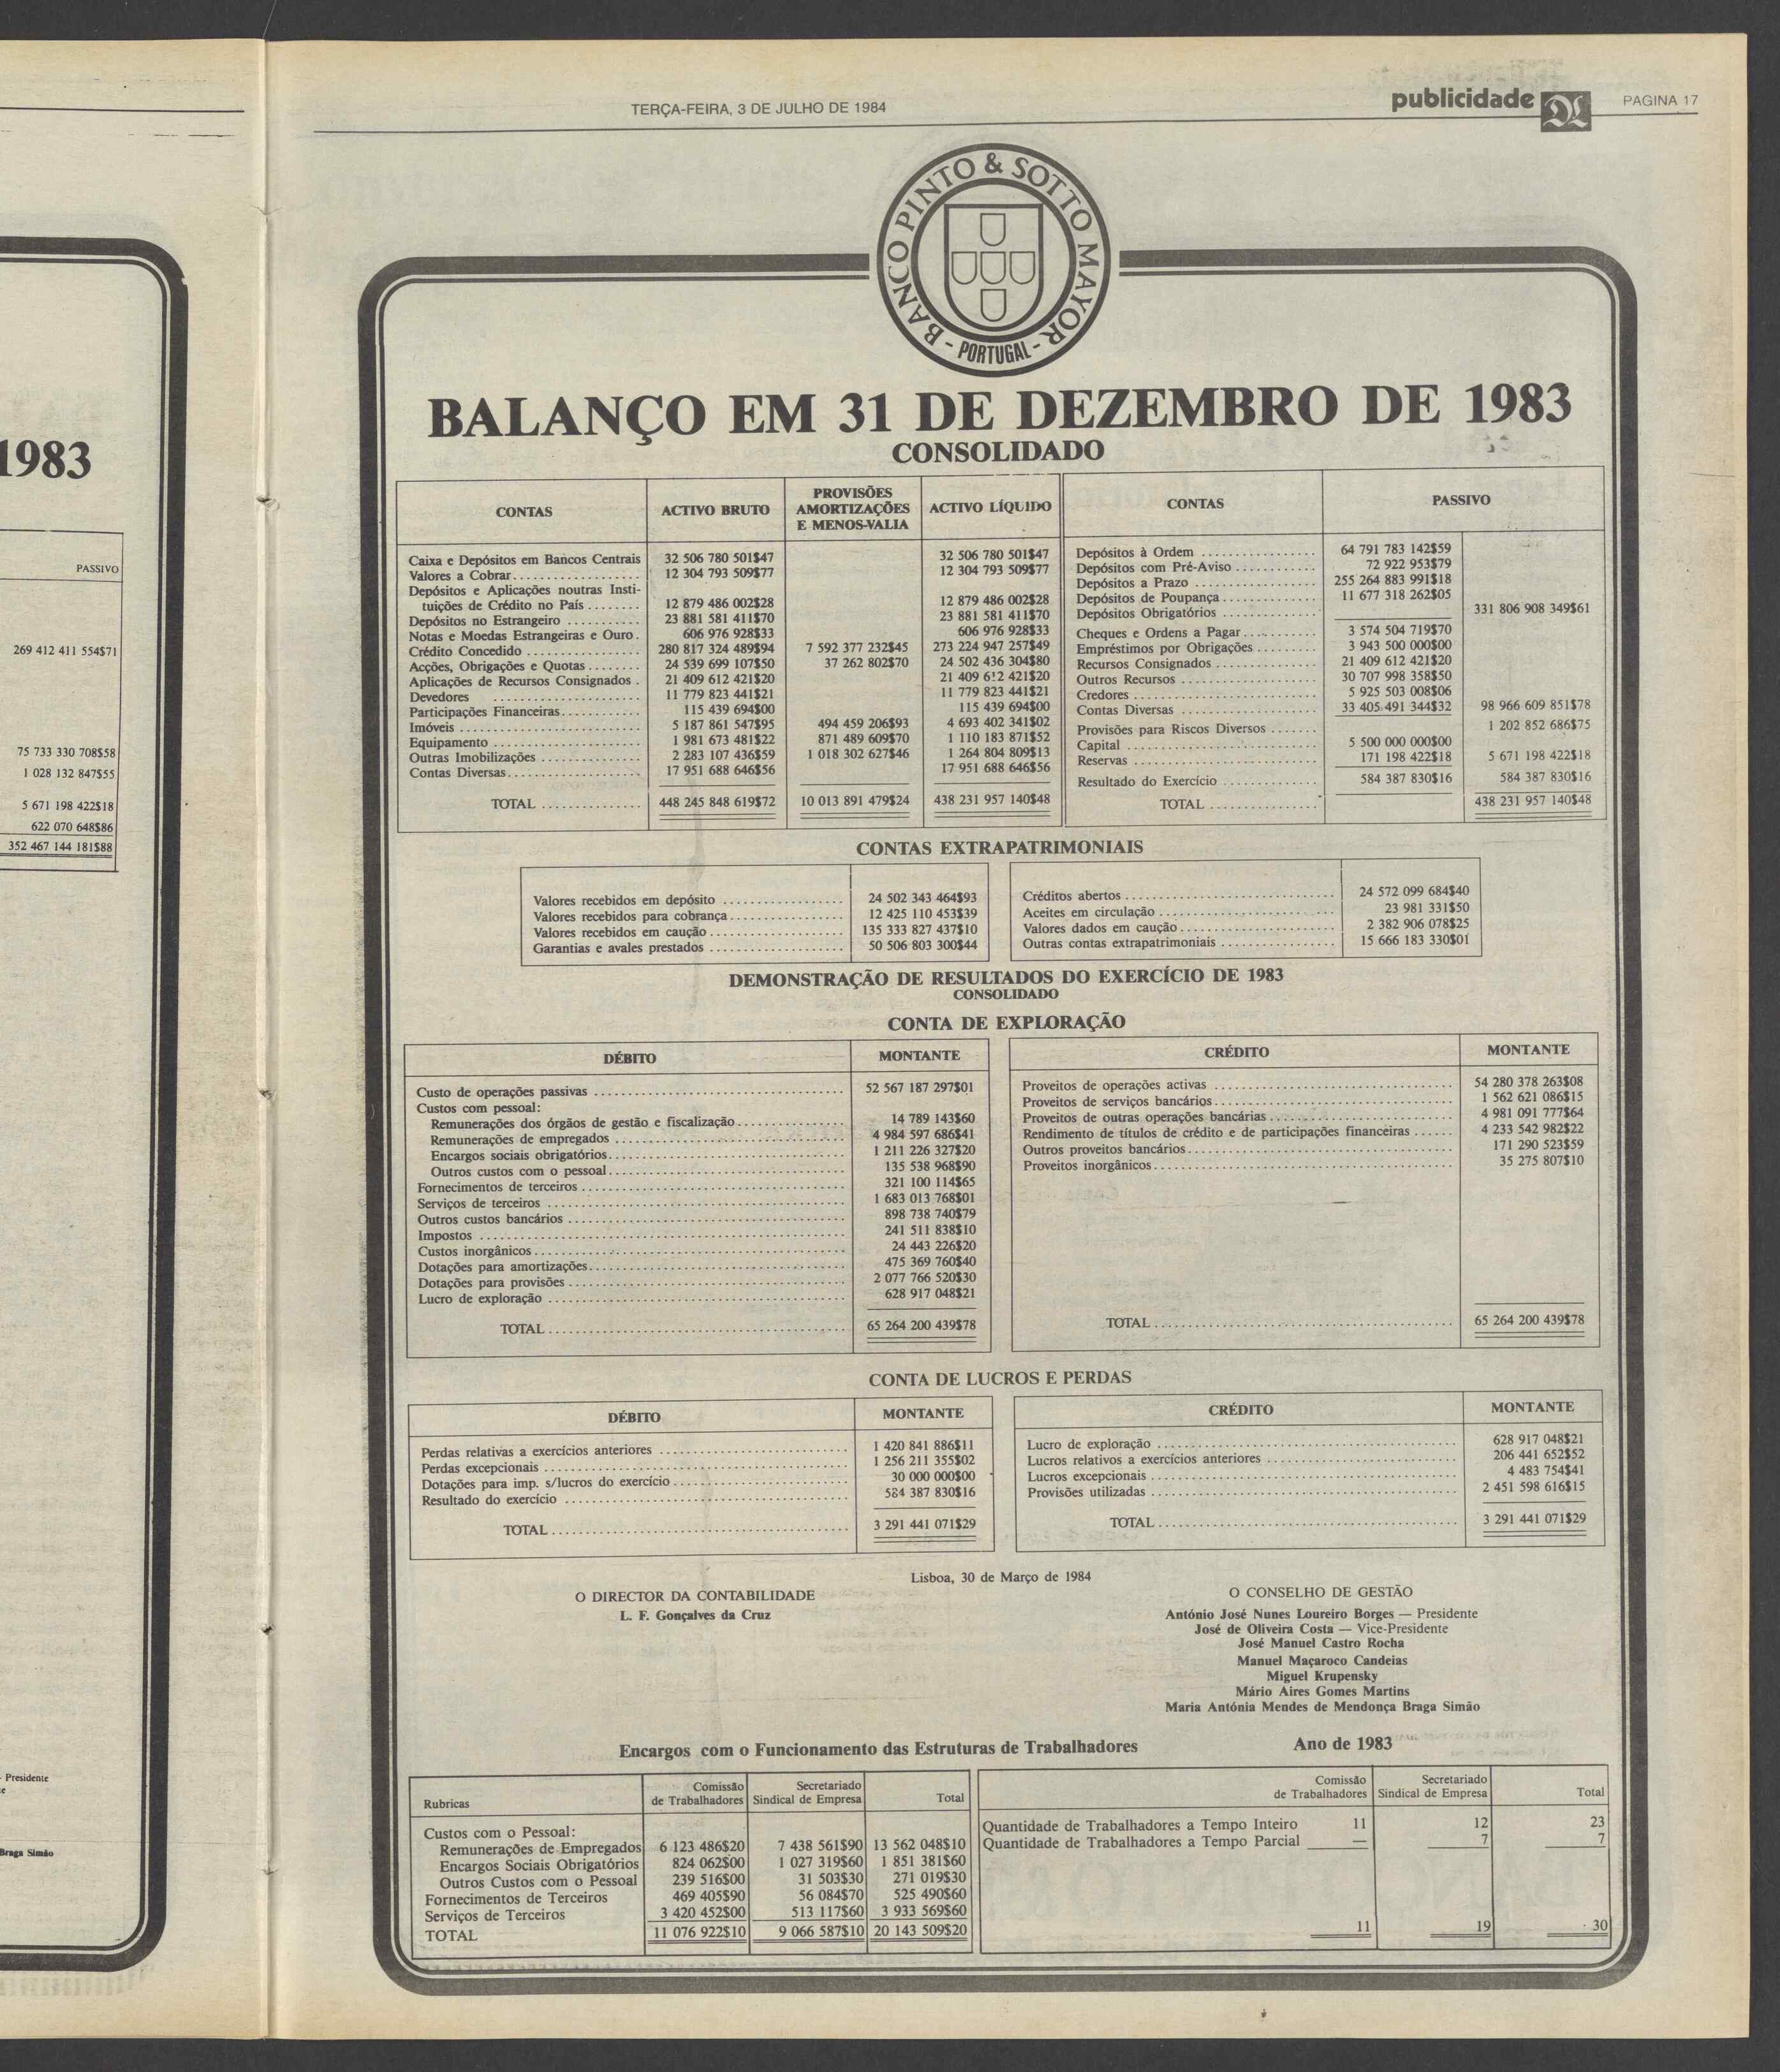 1983
PASSIVO
269 412 411 554$71
75 733 330 708$58
1 028 132 847$55
5 671 198 422$18
622 070 648$86
352 467 144 181$88
- Presidente
Braga Simão
TERÇA-FEIRA, 3 DE JULHO DE 1984
publicidade DL PAGINA 17
BANCO PINTO & SOTTO MAYOR
- PORTUGAL -
BALANÇO EM 31 DE DEZEMBRO DE 1983
CONSOLIDADO
CONTAS ACTIVO BRUTO PROVISÕES AMORTIZAÇÕES E MENOS-VALIA ACTIVO LÍQUIDO
Caixa e Depósitos em Bancos Centrais 32 506 780 501$47 32 506 780 501$47
Valores a Cobrar 12 304 793 509$77 12 304 793 509$77
Depósitos e Aplicações noutras Insti-
tuições de Crédito no País 12 879 486 002$28 12 879 486 002$28
Depósitos no Estrangeiro 23 881 581 411$70 23 881 581 411$70
Notas e Moedas Estrangeiras e Ouro. 606 976 928$33 606 976 928$33
Crédito Concedido 280 817 324 489$94 7 592 377 232$45 273 224 947 257$49
Acções, Obrigações e Quotas 24 539 699 107$50 37 262 802$70 24 502 436 304$80
Aplicações de Recursos Consignados . 21 409 612 421$20 21 409 612 421$20
Devedores 11 779 823 441$21 11 779 823 441$21
Participações Financeiras 115 439 694$00 115 439 694$00
Imóveis 5 187 861 547$95 494 459 206$93 4 693 402 341$02
Equipamento 1 981 673 481$22 871 489 609$70 1 110 183 871$52
Outras Imobilizações 2 283 107 436$59 1 018 302 627$46 1 264 804 809$13
Contas Diversas 17 951 688 646$56 17 951 688 646$56
TOTAL 448 245 848 619$72 10 013 891 479$24 438 231 957 140$48
CONTAS PASSIVO
Depósitos à Ordem 64 791 783 142$59
Depósitos com Pré-Aviso 72 922 953$79
Depósitos a Prazo 255 264 883 991$18
Depósitos de Poupança 11 677 318 262$05
Depósitos Obrigatórios 331 806 908 349$61
Cheques e Ordens a Pagar 3 574 504 719$70
Empréstimos por Obrigações 3 943 500 000$00
Recursos Consignados 21 409 612 421$20
Outros Recursos 30 707 998 358$50
Credores 5 925 503 008$06
Contas Diversas 33 405 491 344$32 98 966 609 851$78
Provisões para Riscos Diversos 1 202 852 686$75
Capital 5 500 000 000$00
Reservas 171 198 422$18 5 671 198 422$18
Resultado do Exercício 584 387 830$16 584 387 830$16
TOTAL 438 231 957 140$48
CONTAS EXTRAPATRIMONIAIS
Valores recebidos em depósito 24 502 343 464$93
Valores recebidos para cobrança 12 425 110 453$39
Valores recebidos em caução 135 333 827 437$10
Garantias e avales prestados 50 506 803 300$44
Créditos abertos 24 572 099 684$40
Aceites em circulação 23 981 331$50
Valores dados em caução 2 382 906 078$25
Outras contas extrapatrimoniais 15 666 183 330$01
DEMONSTRAÇÃO DE RESULTADOS DO EXERCÍCIO DE 1983
CONSOLIDADO
CONTA DE EXPLORAÇÃO
DÉBITO MONTANTE
Custo de operações passivas 52 567 187 297$01
Custos com pessoal:
Remunerações dos órgãos de gestão e fiscalização 14 789 143$60
Remunerações de empregados 4 984 597 686$41
Encargos sociais obrigatórios 1 211 226 327$20
Outros custos com o pessoal 135 538 968$90
Fornecimentos de terceiros 321 100 114$65
Serviços de terceiros 1 683 013 768$01
Outros custos bancários 898 738 740$79
Impostos 241 511 838$10
Custos inorgânicos 24 443 226$20
Dotações para amortizações 475 369 760$40
Dotações para provisões 2 077 766 520$30
Lucro de exploração 628 917 048$21
TOTAL 65 264 200 439$78
CRÉDITO MONTANTE
Proveitos de operações activas 54 280 378 263$08
Proveitos de serviços bancários 1 562 621 086$15
Proveitos de outras operações bancárias 4 981 091 777$64
Rendimento de títulos de crédito e de participações financeiras 4 233 542 982$22
Outros proveitos bancários 171 290 523$59
Proveitos inorgânicos 35 275 807$10
TOTAL 65 264 200 439$78
CONTA DE LUCROS E PERDAS
DÉBITO MONTANTE
Perdas relativas a exercícios anteriores 1 420 841 886$11
Perdas excepcionais 1 256 211 355$02
Dotações para imp. s/lucros do exercício 30 000 000$00
Resultado do exercício 584 387 830$16
TOTAL 3 291 441 071$29
CRÉDITO MONTANTE
Lucro de exploração 628 917 048$21
Lucros relativos a exercícios anteriores 206 441 652$52
Lucros excepcionais 4 483 754$41
Provisões utilizadas 2 451 598 616$15
TOTAL 3 291 441 071$29
Lisboa, 30 de Março de 1984
O DIRECTOR DA CONTABILIDADE
L. F. Gonçalves da Cruz
O CONSELHO DE GESTÃO
António José Nunes Loureiro Borges — Presidente
José de Oliveira Costa — Vice-Presidente
José Manuel Castro Rocha
Manuel Maçaroco Candeias
Miguel Krupensky
Mário Aires Gomes Martins
Maria Antónia Mendes de Mendonça Braga Simão
Encargos com o Funcionamento das Estruturas de Trabalhadores Ano de 1983
Rubricas Comissão de Trabalhadores Secretariado Sindical de Empresa Total
Custos com o Pessoal:
Remunerações de Empregados 6 123 486$20 7 438 561$90 13 562 048$10
Encargos Sociais Obrigatórios 824 062$00 1 027 319$60 1 851 381$60
Outros Custos com o Pessoal 239 516$00 31 503$30 271 019$30
Fornecimentos de Terceiros 469 405$90 56 084$70 525 490$60
Serviços de Terceiros 3 420 452$00 513 117$60 3 933 569$60
TOTAL 11 076 922$10 9 066 587$10 20 143 509$20
Comissão de Trabalhadores Secretariado Sindical de Empresa Total
Quantidade de Trabalhadores a Tempo Inteiro 11 12 23
Quantidade de Trabalhadores a Tempo Parcial — 7 7
11 19 30